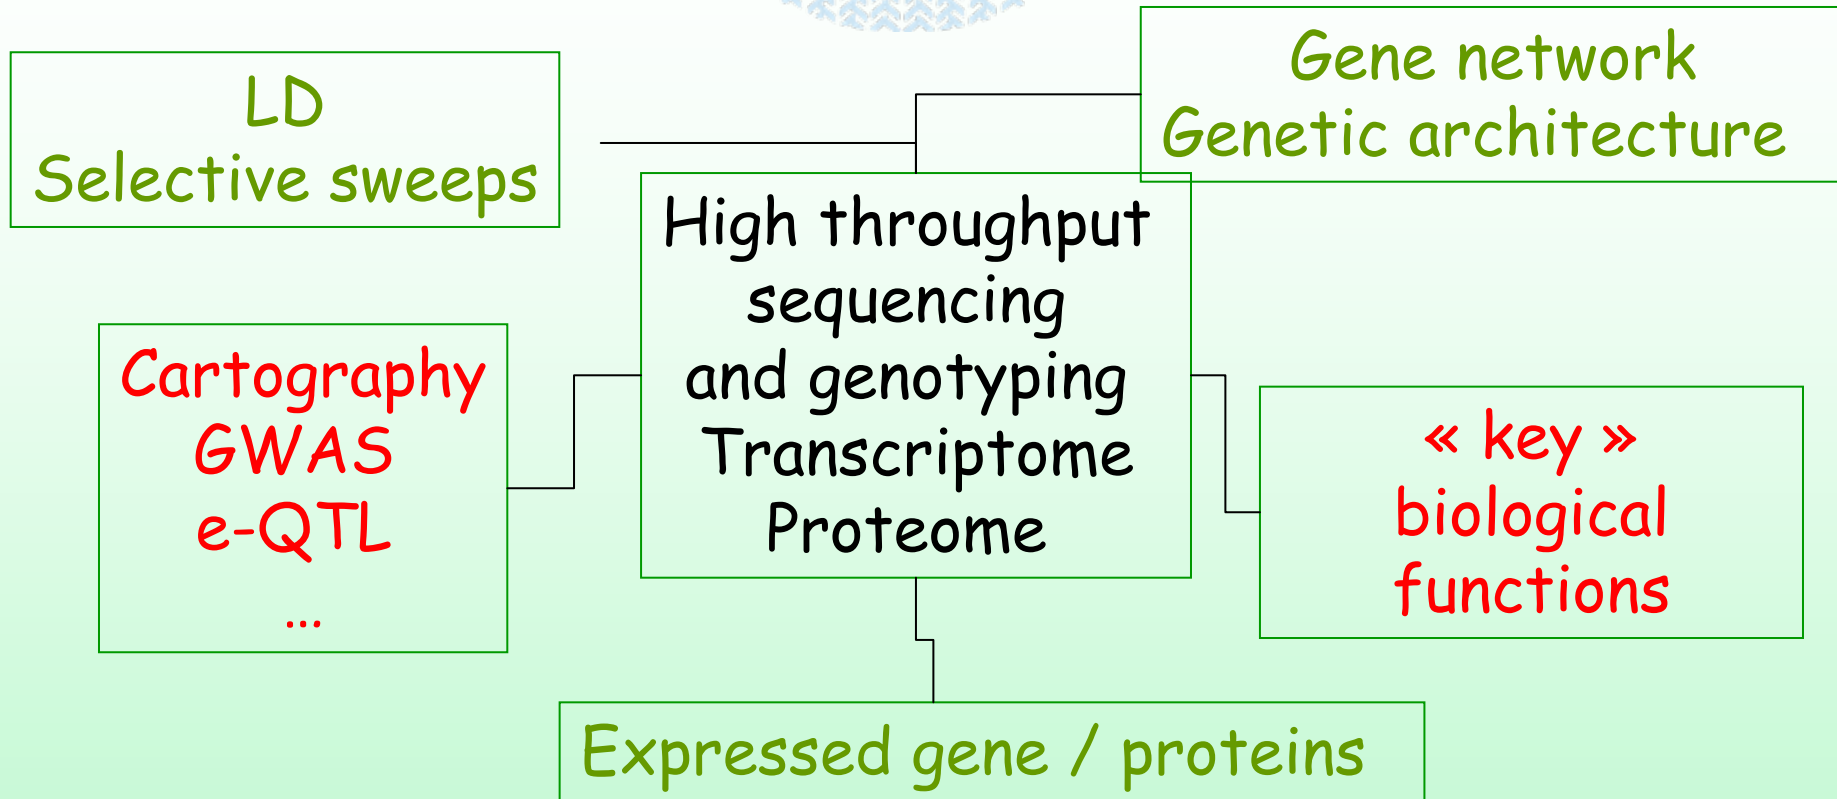 LD
Selective sweeps
Gene network
Genetic architecture
High throughput
sequencing
and genotyping
Transcriptome
Proteome
Cartography
GWAS
e-QTL
...
« key »
biological
functions
Expressed gene / proteins